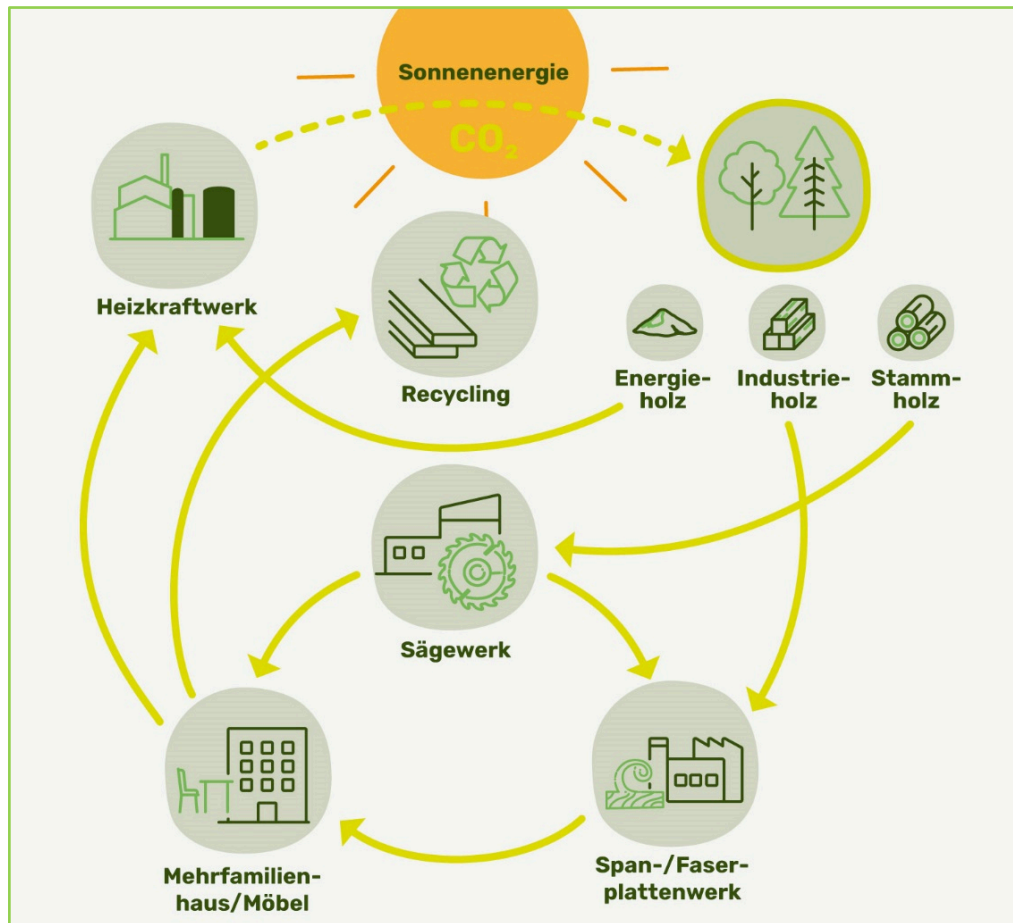 Sonnenenergie
CO₂
Heizkraftwerk
Recycling
Energie-
holz
Industrie-
holz
Stamm-
holz
Sägewerk
Mehrfamilien-
haus/Möbel
Span-/Faser-
plattenwerk